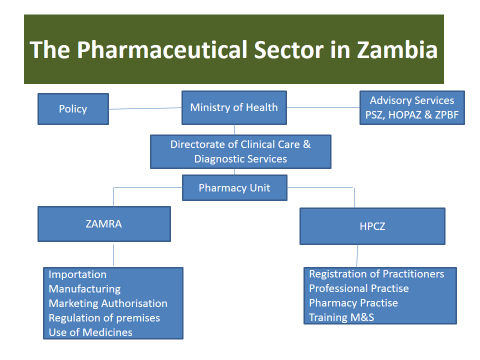 The Pharmaceutical Sector in Zambia
Policy
Ministry of Health
Advisory Services
PSZ, HOPAZ & ZPBF
Directorate of Clinical Care &
Diagnostic Services
Pharmacy Unit
ZAMRA
HPCZ
Importation
Manufacturing
Marketing Authorisation
Regulation of premises
Use of Medicines
Registration of Practitioners
Professional Practise
Pharmacy Practise
Training M&S